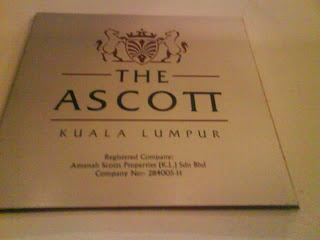 THE
ASCOTT
KUALA LUMPUR
Registered Company:
Amanah Scotts Properties (K.L.) Sdn Bhd
Company No:- 284005-H